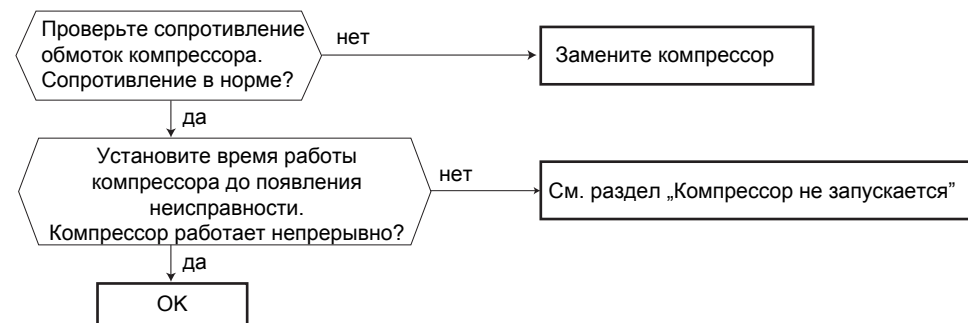 Проверьте сопротивление
обмоток компрессора.
Сопротивление в норме?
нет
Замените компрессор
да
Установите время работы
компрессора до появления
неисправности.
Компрессор работает непрерывно?
нет
См. раздел „Компрессор не запускается”
да
OK